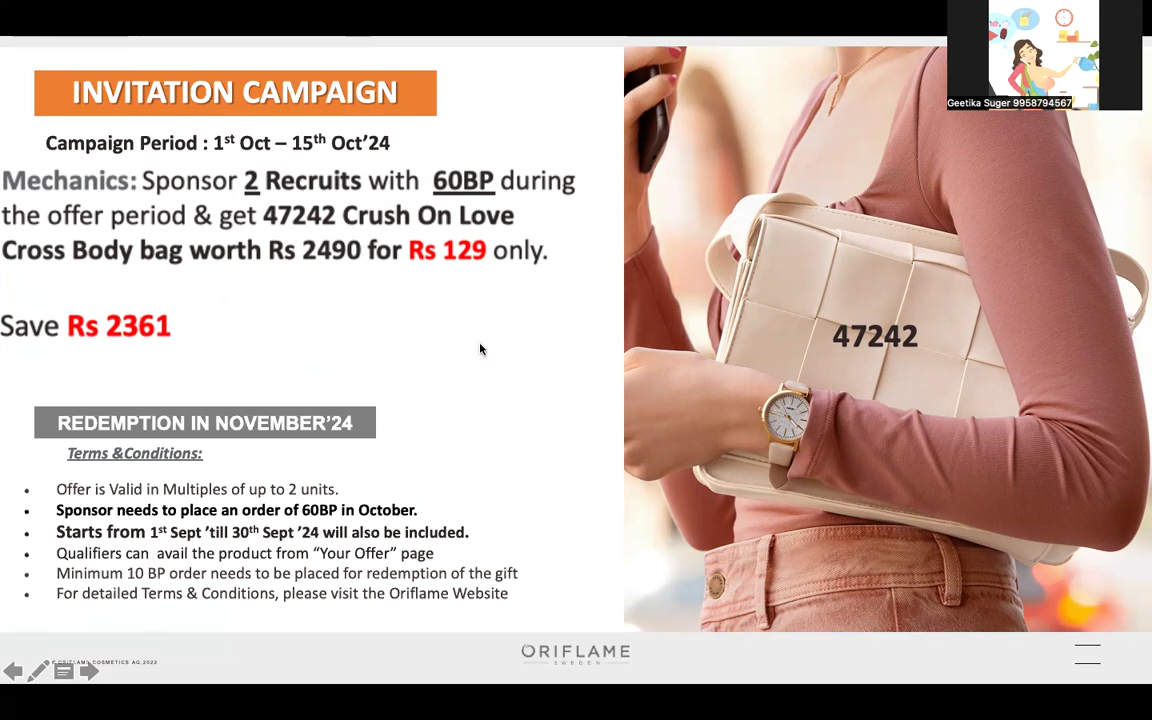 Geetika Suger 9958794567
INVITATION CAMPAIGN
Campaign Period : 1st Oct – 15th Oct'24
Mechanics: Sponsor 2 Recruits with 60BP during
the offer period & get 47242 Crush On Love
Cross Body bag worth Rs 2490 for Rs 129 only.
Save Rs 2361
47242
REDEMPTION IN NOVEMBER'24
Terms &Conditions:
• Offer is Valid in Multiples of up to 2 units.
• Sponsor needs to place an order of 60BP in October.
• Starts from 1st Sept 'till 30th Sept '24 will also be included.
• Qualifiers can avail the product from “Your Offer” page
• Minimum 10 BP order needs to be placed for redemption of the gift
• For detailed Terms & Conditions, please visit the Oriflame Website
ORIFLAME
SWEDEN
© ORIFLAME COSMETICS AG,2022